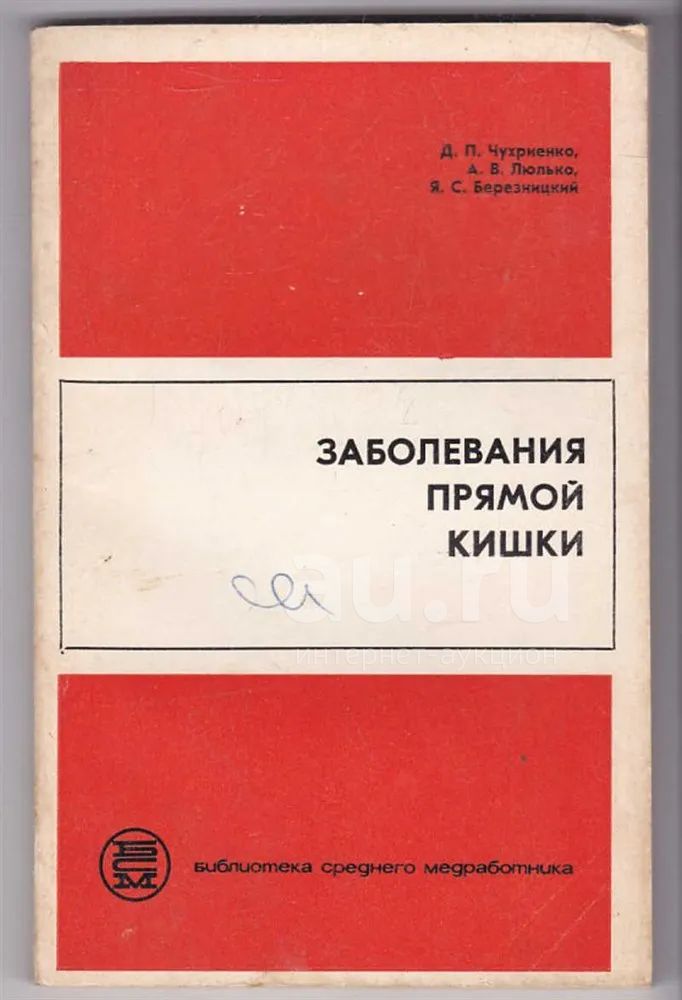 Д. П. Чухриенко,
А. В. Люлько,
Я. С. Березницкий
ЗАБОЛЕВАНИЯ
ПРЯМОЙ
КИШКИ
au.ru
интернет-аукцион
библиотека среднего медработника